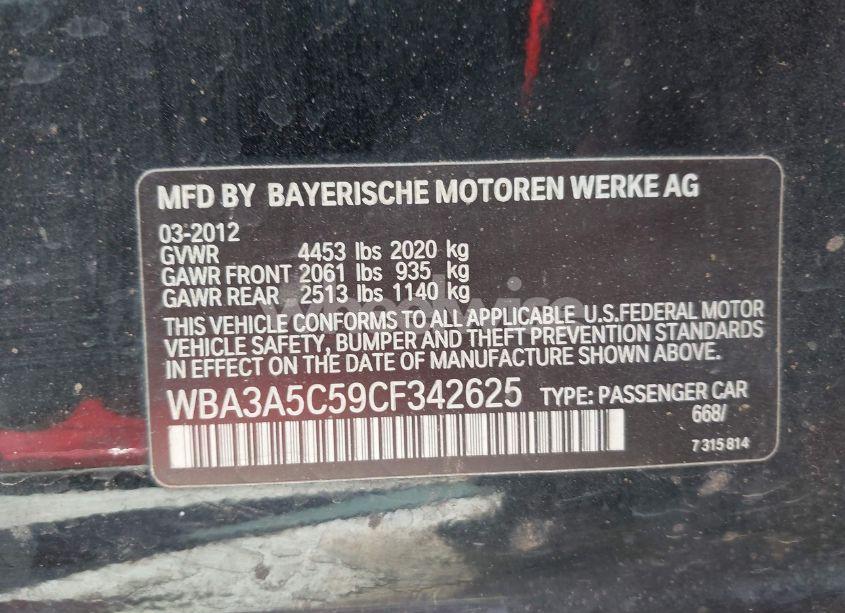 MFD BY BAYERISCHE MOTOREN WERKE AG
03-2012
GVWR 4453 lbs 2020 kg
GAWR FRONT 2061 lbs 935 kg
GAWR REAR 2513 lbs 1140 kg
THIS VEHICLE CONFORMS TO ALL APPLICABLE U.S.FEDERAL MOTOR
VEHICLE SAFETY, BUMPER AND THEFT PREVENTION STANDARDS
IN EFFECT ON THE DATE OF MANUFACTURE SHOWN ABOVE.
WBA3A5C59CF342625 TYPE: PASSENGER CAR
668/
7 315 814